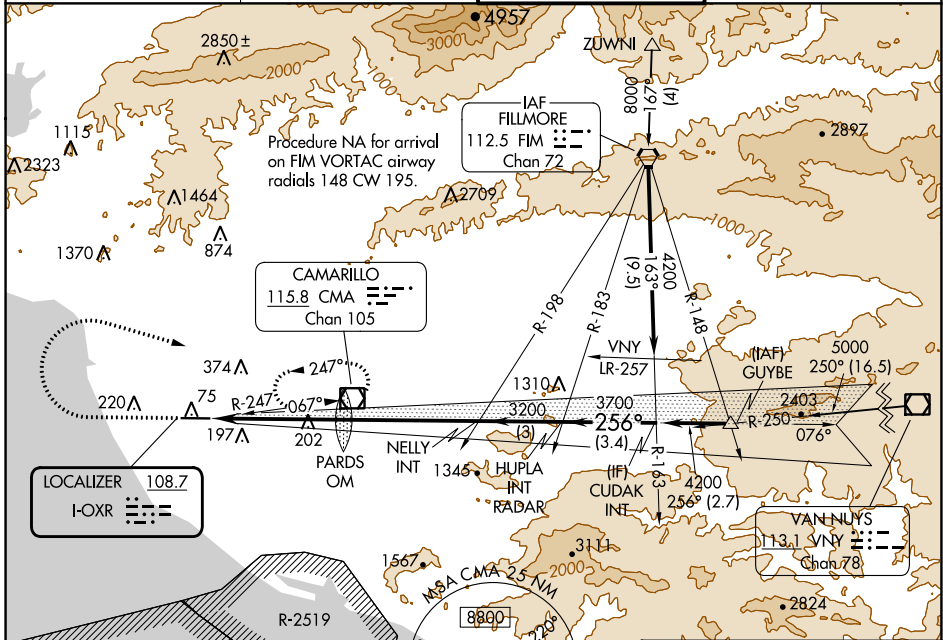 4957
2850±
3000
2000
1000
ZUWNI
8000
167°
(4)
1000
IAF
FILLMORE
112.5 FIM
Chan 72
2897
1115
2323
Procedure NA for arrival
on FIM VORTAC airway
radials 148 CW 195.
1464
2709
874
1370
CAMARILLO
115.8 CMA
Chan 105
4200
163°
(9.5)
R-198
R-183
R-148
VNY
LR-257
(IAF)
GUYBE
5000
250° (16.5)
374
247°
1310
2403
220
75
R-247
067°
3200
(3)
3700
256°
(3.4)
R-250
076°
197
202
PARDS
OM
NELLY
INT
1345
HUPLA
INT
RADAR
(IF)
CUDAK
INT
R-163
4200
256° (2.7)
LOCALIZER 108.7
I-OXR
VAN NUYS
113.1 VNY
Chan 78
3111
2000
1567
MSA CMA 25 NM
8800
220°
R-2519
2824